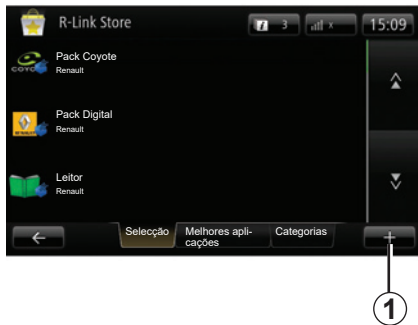 R-Link Store
i 3
x
15:09
Pack Coyote
Renault
Pack Digital
Renault
Leitor
Renault
Selecção
Melhores apli-
cações
Categorias
+
1